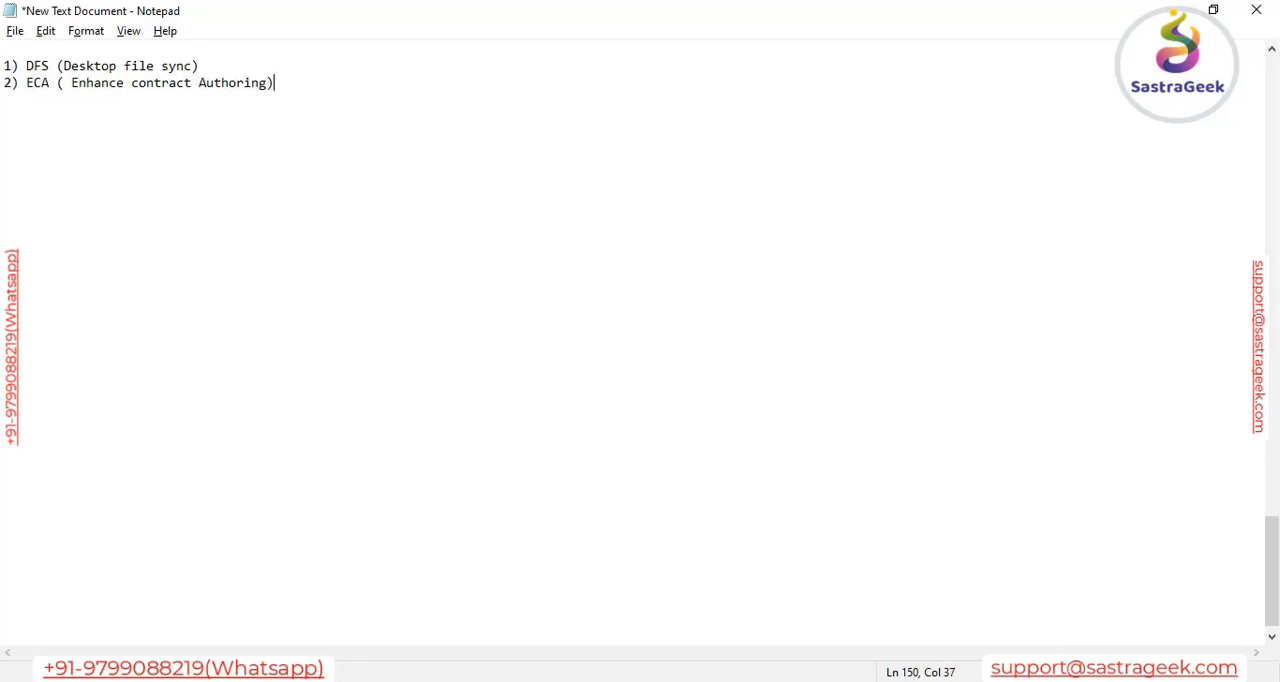 *New Text Document - Notepad
File Edit Format View Help
SastraGeek
1) DFS (Desktop file sync)
2) ECA ( Enhance contract Authoring)
+91-9799088219(Whatsapp)
support@sastrageek.com
Ln 150, Col 37
+91-9799088219(Whatsapp)
support@sastrageek.com